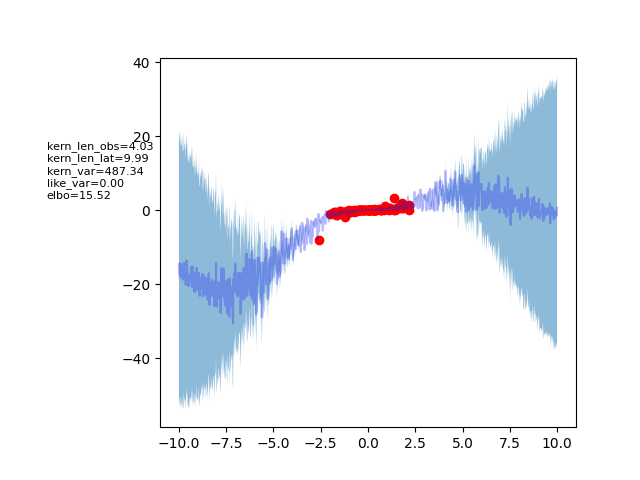 40
20
0
−20
−40
kern_len_obs=4.03
kern_len_lat=9.99
kern_var=487.34
like_var=0.00
elbo=15.52
−10.0 −7.5 −5.0 −2.5 0.0 2.5 5.0 7.5 10.0